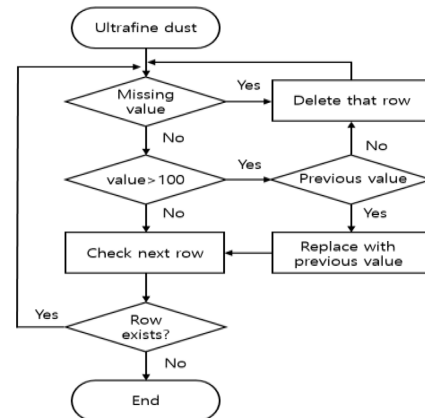 Ultrafine dust
Missing
value
Yes
Delete that row
No
No
value>100
Yes
Previous value
No
Yes
Check next row
Replace with
previous value
Yes
Row
exists?
No
End